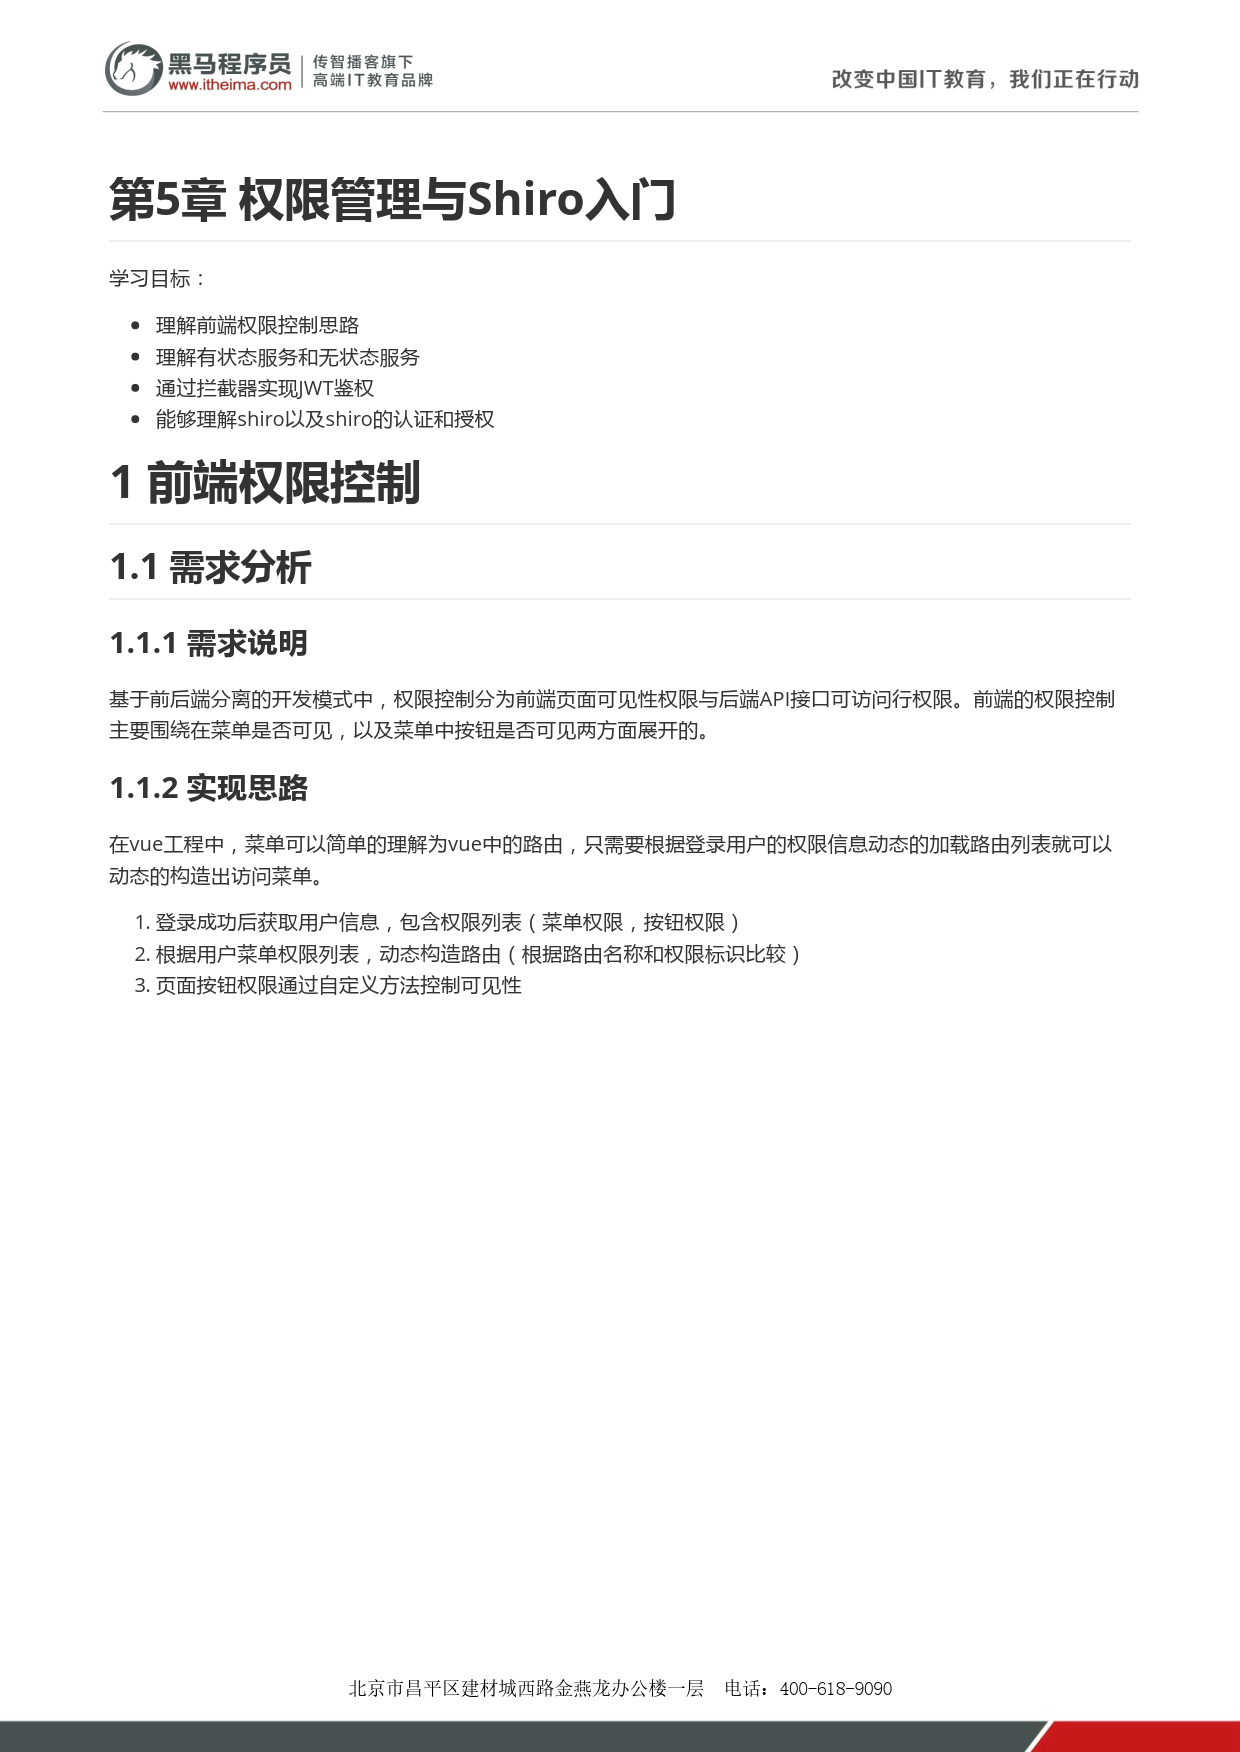 黑马程序员
www.itheima.com
传智播客旗下
高端IT教育品牌
改变中国IT教育，我们正在行动
第5章 权限管理与Shiro入门
学习目标：
理解前端权限控制思路
理解有状态服务和无状态服务
通过拦截器实现JWT鉴权
能够理解shiro以及shiro的认证和授权
1 前端权限控制
1.1 需求分析
1.1.1 需求说明
基于前后端分离的开发模式中，权限控制分为前端页面可见性权限与后端API接口可访问行权限。前端的权限控制
主要围绕在菜单是否可见，以及菜单中按钮是否可见两方面展开的。
1.1.2 实现思路
在vue工程中，菜单可以简单的理解为vue中的路由，只需要根据登录用户的权限信息动态的加载路由列表就可以
动态的构造出访问菜单。
1. 登录成功后获取用户信息，包含权限列表（菜单权限，按钮权限）
2. 根据用户菜单权限列表，动态构造路由（根据路由名称和权限标识比较）
3. 页面按钮权限通过自定义方法控制可见性
北京市昌平区建材城西路金燕龙办公楼一层 电话：400-618-9090